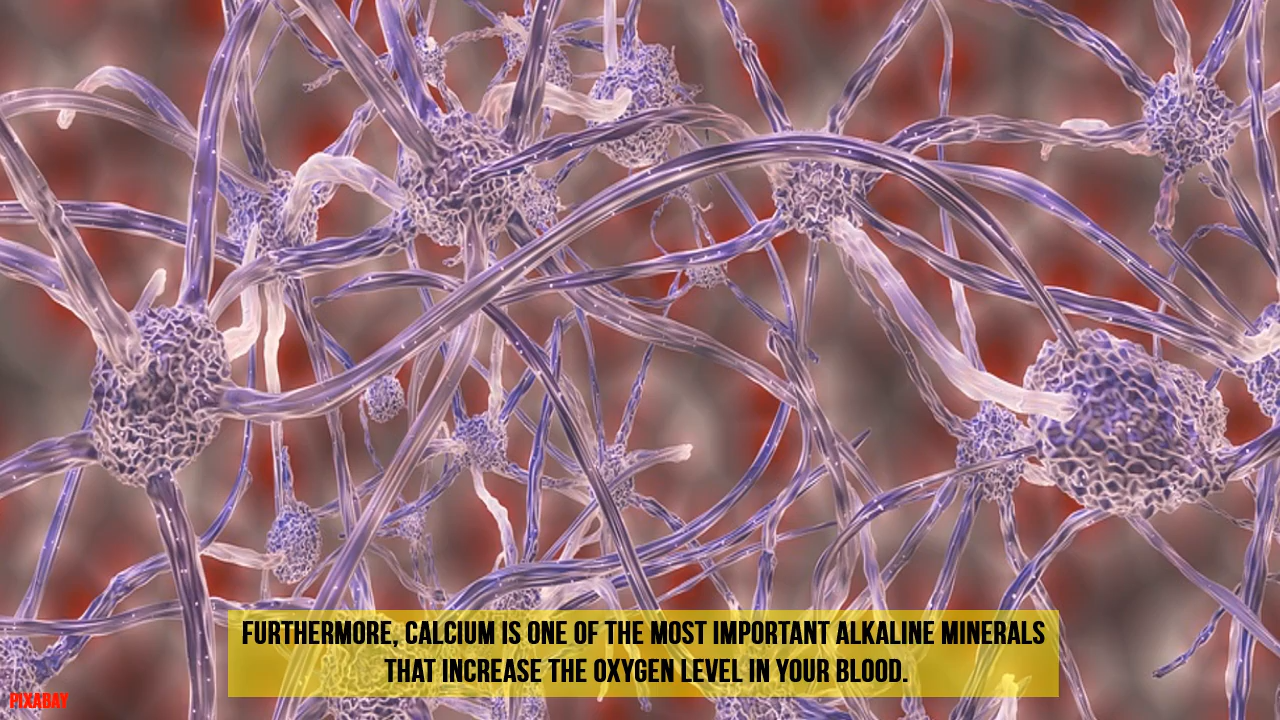 FURTHERMORE, CALCIUM IS ONE OF THE MOST IMPORTANT ALKALINE MINERALS
THAT INCREASE THE OXYGEN LEVEL IN YOUR BLOOD.
PIXABAY